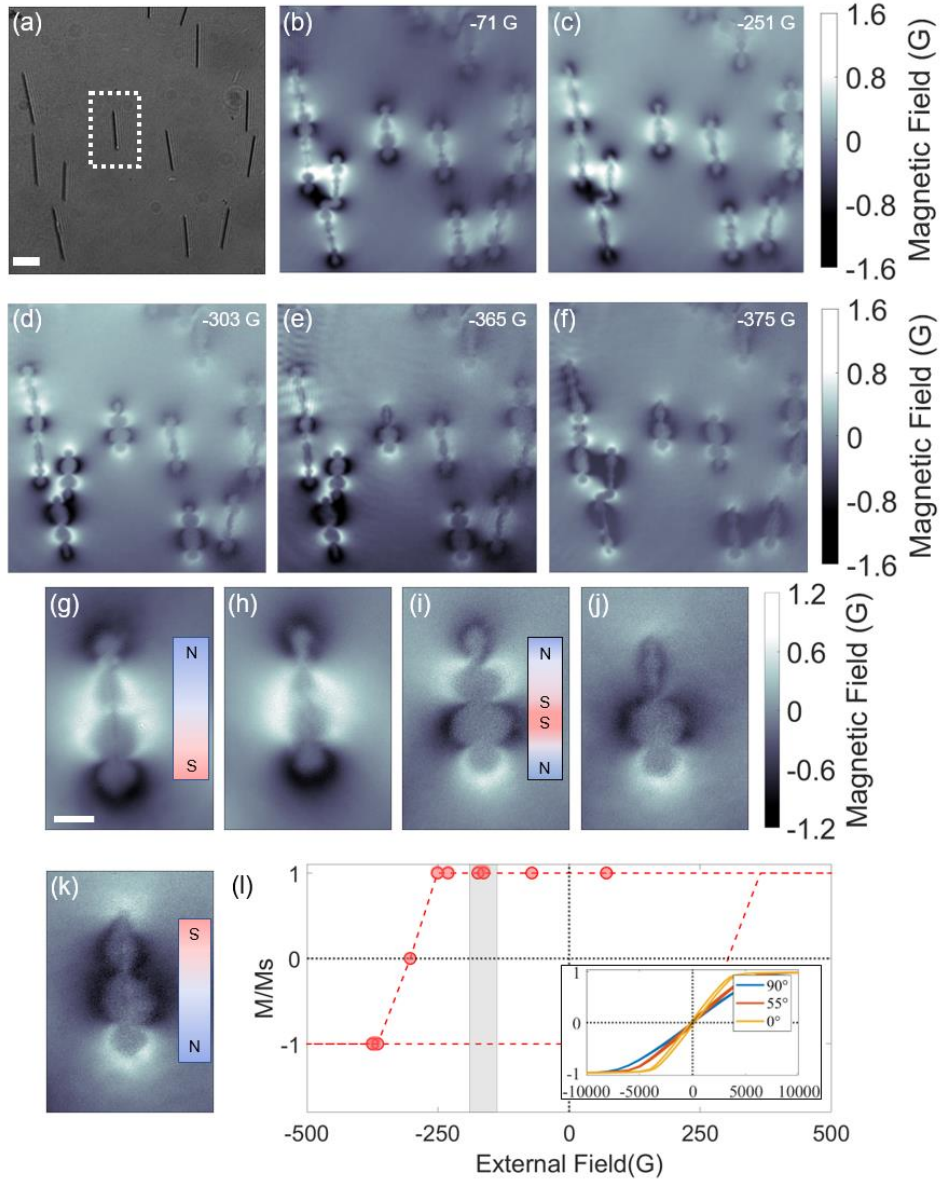 (a)
(b) -71 G
(c) -251 G
1.6
0.8
0
-0.8
-1.6
Magnetic Field (G)
(d) -303 G
(e) -365 G
(f) -375 G
1.6
0.8
0
-0.8
-1.6
Magnetic Field (G)
(g)
N
S
(h)
(i)
N
S
S
N
(j)
1.2
0.6
0
-0.6
-1.2
Magnetic Field (G)
(k)
S
N
(l)
M/Ms
1
0
-1
-500 -250 0 250 500
External Field(G)
1
0
-1
90°
55°
0°
-10000 -5000 0 5000 10000